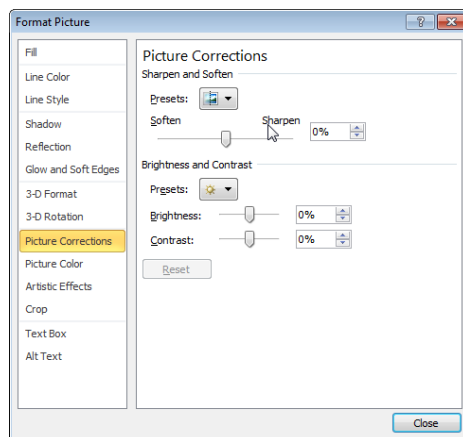 Format Picture
Fill
Line Color
Line Style
Shadow
Reflection
Glow and Soft Edges
3-D Format
3-D Rotation
Picture Corrections
Picture Color
Artistic Effects
Crop
Text Box
Alt Text
Picture Corrections
Sharpen and Soften
Presets:
Soften Sharpen
0%
Brightness and Contrast
Presets:
Brightness: 0%
Contrast: 0%
Reset
Close